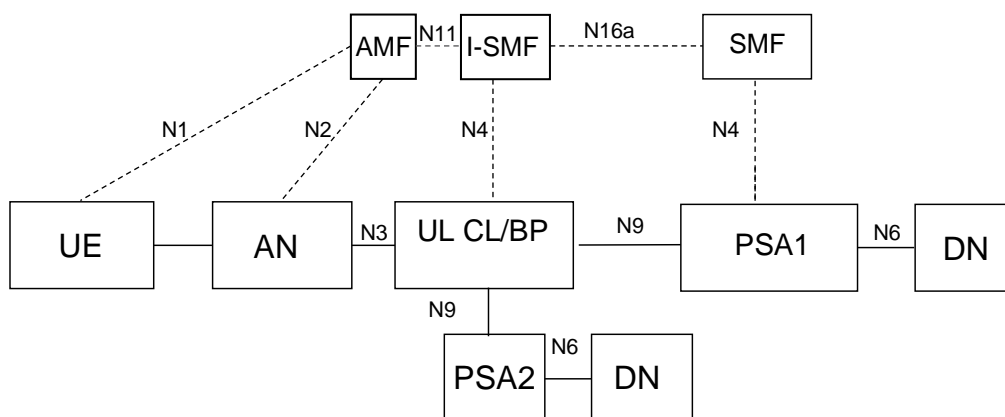 N11
N16a
AMF
I-SMF
SMF
N1
N2
N4
N4
UE
AN
N3
UL CL/BP
N9
PSA1
N6
DN
N9
PSA2
N6
DN